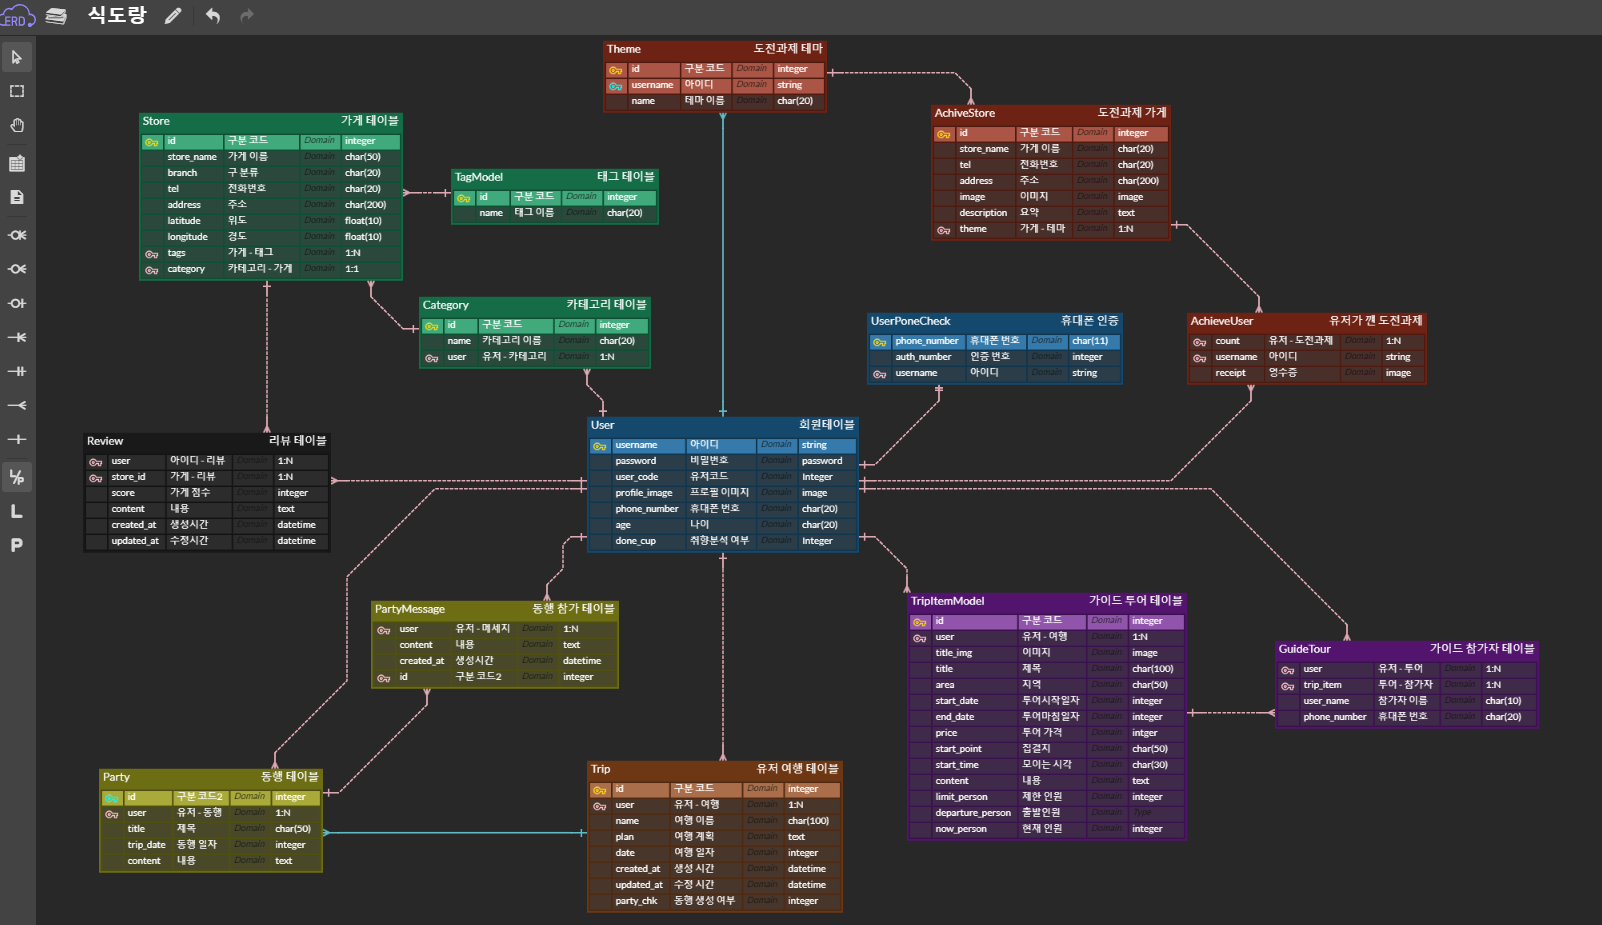 ERD
식도랑
Theme 도전과제 테마
id 구분 코드 Domain integer
username 아이디 Domain string
name 테마 이름 Domain char(20)
Store 가게 테이블
id 구분 코드 Domain integer
store_name 가게 이름 Domain char(50)
branch 구 분류 Domain char(20)
tel 전화번호 Domain char(20)
address 주소 Domain char(200)
latitude 위도 Domain float(10)
longitude 경도 Domain float(10)
tags 가게 - 태그 Domain 1:N
category 카테고리 - 가게 Domain 1:1
TagModel 태그 테이블
id 구분 코드 Domain integer
name 태그 이름 Domain char(20)
AchiveStore 도전과제 가게
id 구분 코드 Domain integer
store_name 가게 이름 Domain char(20)
tel 전화번호 Domain char(20)
address 주소 Domain char(200)
image 이미지 Domain image
description 요약 Domain text
theme 가게 - 테마 Domain 1:N
Category 카테고리 테이블
id 구분 코드 Domain integer
name 카테고리 이름 Domain char(20)
user 유저 - 카테고리 Domain 1:N
UserPoneCheck 휴대폰 인증
phone_number 휴대폰 번호 Domain char(11)
auth_number 인증 번호 Domain integer
username 아이디 Domain string
AchieveUser 유저가 깬 도전과제
count 유저 - 도전과제 Domain 1:N
username 아이디 Domain string
receipt 영수증 Domain image
User 회원테이블
username 아이디 Domain string
password 비밀번호 Domain password
user_code 유저코드 Domain Integer
profile_image 프로필 이미지 Domain image
phone_number 휴대폰 번호 Domain char(20)
age 나이 Domain char(20)
done_cup 취향분석 여부 Domain Integer
Review 리뷰 테이블
user 아이디 - 리뷰 Domain 1:N
store_id 가게 - 리뷰 Domain 1:N
score 가게 점수 Domain integer
content 내용 Domain text
created_at 생성시간 Domain datetime
updated_at 수정시간 Domain datetime
PartyMessage 동행 참가 테이블
user 유저 - 메세지 Domain 1:N
content 내용 Domain text
created_at 생성시간 Domain datetime
id 구분 코드2 Domain integer
TripItemModel 가이드 투어 테이블
id 구분 코드 Domain integer
user 유저 - 여행 Domain 1:N
title_img 이미지 Domain image
title 제목 Domain char(100)
area 지역 Domain char(50)
start_date 투어시작일자 Domain integer
end_date 투어마침일자 Domain integer
price 투어 가격 Domain intger
start_point 집결지 Domain char(50)
start_time 모이는 시각 Domain char(30)
content 내용 Domain text
limit_person 제한 인원 Domain integer
departure_person 출발인원 Domain Type
now_person 현재 인원 Domain integer
GuideTour 가이드 참가자 테이블
user 유저 - 투어 Domain 1:N
trip_item 투어 - 참가자 Domain 1:N
user_name 참가자 이름 Domain char(10)
phone_number 휴대폰 번호 Domain char(20)
Party 동행 테이블
id 구분 코드2 Domain integer
user 유저 - 동행 Domain 1:N
title 제목 Domain char(50)
trip_date 동행 일자 Domain integer
content 내용 Domain text
Trip 유저 여행 테이블
id 구분 코드 Domain integer
user 유저 - 여행 Domain 1:N
name 여행 이름 Domain char(100)
plan 여행 계획 Domain text
date 여행 일자 Domain integer
created_at 생성 시간 Domain datetime
updated_at 수정 시간 Domain datetime
party_chk 동행 생성 여부 Domain integer
L/P
L
P